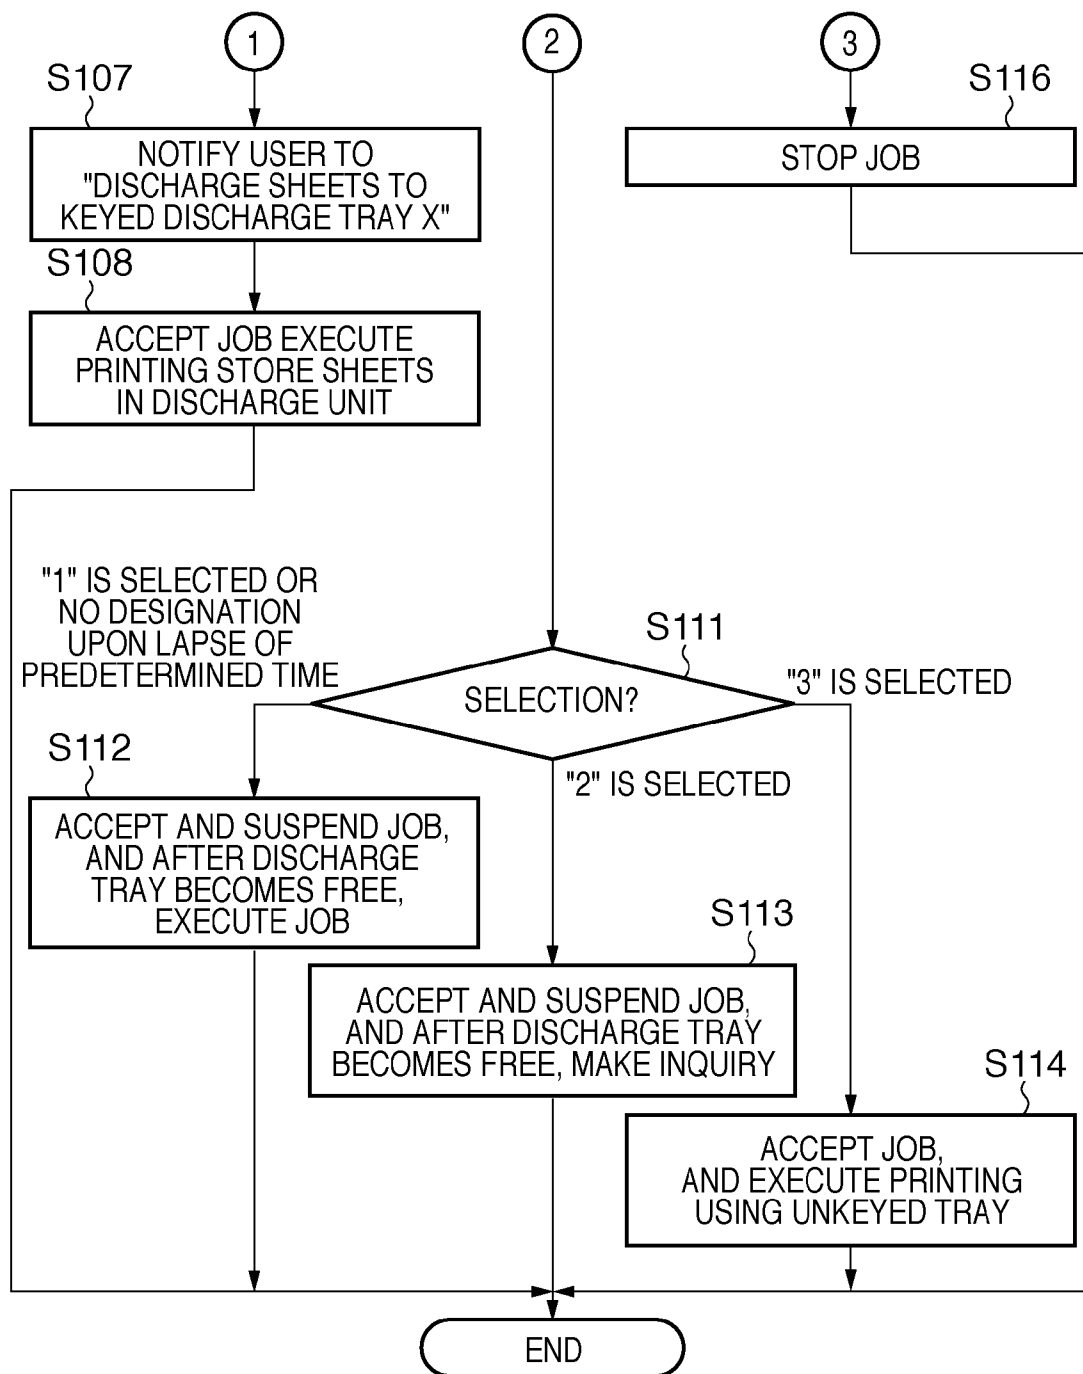 1
2
3
S107
NOTIFY USER TO
"DISCHARGE SHEETS TO
KEYED DISCHARGE TRAY X"
S116
STOP JOB
S108
ACCEPT JOB EXECUTE
PRINTING STORE SHEETS
IN DISCHARGE UNIT
"1" IS SELECTED OR
NO DESIGNATION
UPON LAPSE OF
PREDETERMINED TIME
S111
SELECTION?
"3" IS SELECTED
"2" IS SELECTED
S112
ACCEPT AND SUSPEND JOB,
AND AFTER DISCHARGE
TRAY BECOMES FREE,
EXECUTE JOB
S113
ACCEPT AND SUSPEND JOB,
AND AFTER DISCHARGE TRAY
BECOMES FREE, MAKE INQUIRY
S114
ACCEPT JOB,
AND EXECUTE PRINTING
USING UNKEYED TRAY
END